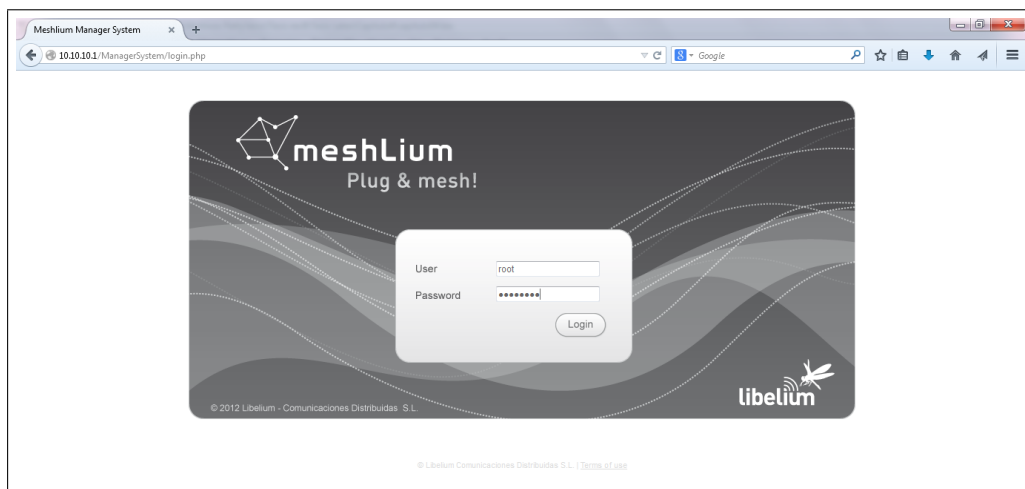 Meshlium Manager System
10.10.10.1/ManagerSystem/login.php
Google
meshLium
Plug & mesh!
User
root
Password
Login
libelium
© 2012 Libelium - Comunicaciones Distribuidas S.L.
© Libelium Comunicaciones Distribuidas S.L. | Terms of use